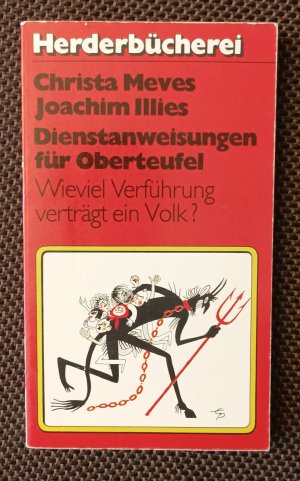 Herderbücherei
Christa Meves
Joachim Illies
Dienstanweisungen
für Oberteufel
Wieviel Verführung
verträgt ein Volk?